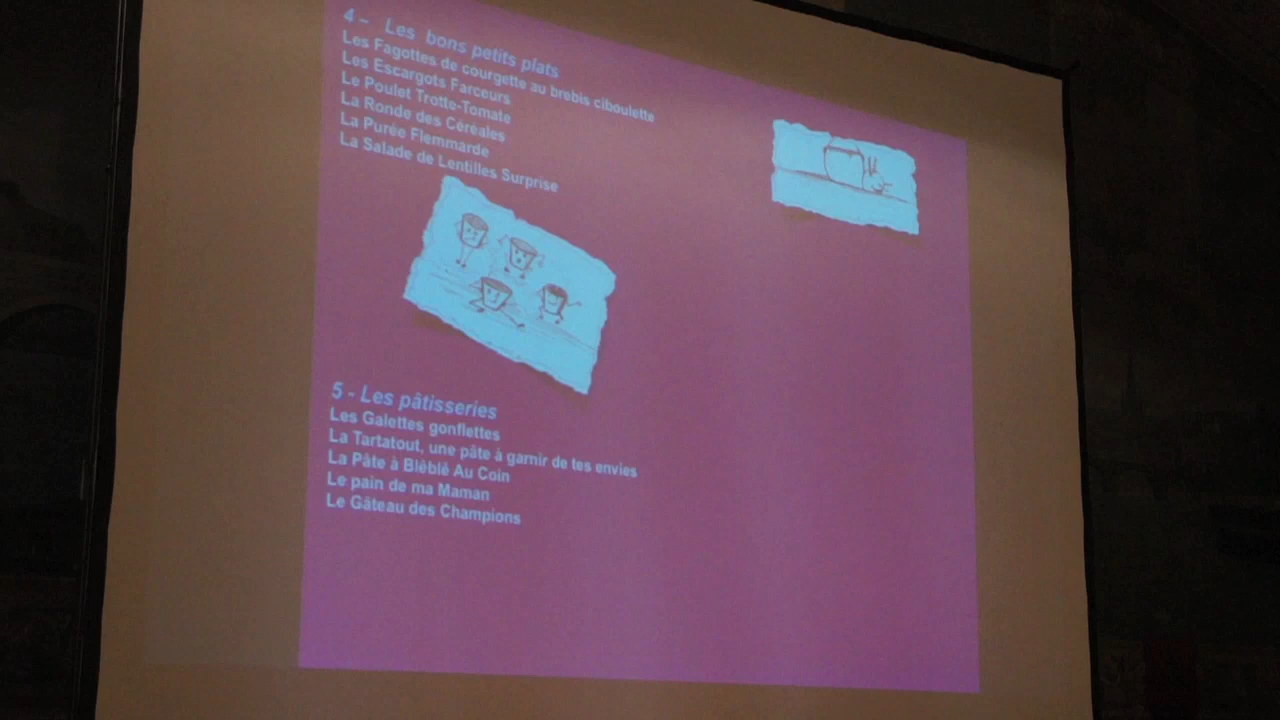 4 – Les bons petits plats
Les Fagottes de courgette au brebis ciboulette
Les Escargots Farceurs
Le Poulet Trotte-Tomate
La Ronde des Céréales
La Purée Flemmarde
La Salade de Lentilles Surprise
5 - Les pâtisseries
Les Galettes gonflettes
La Tartatout, une pâte à garnir de tes envies
La Pâte à Bléblé Au Coin
Le pain de ma Maman
Le Gâteau des Champions